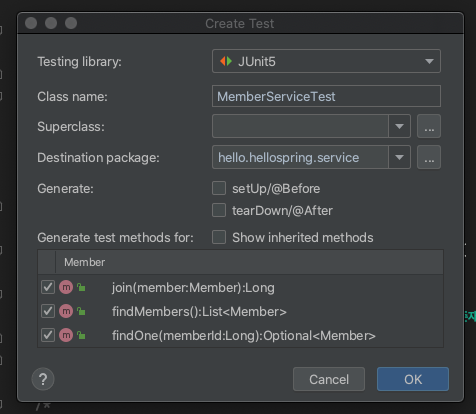 Create Test
Testing library: JUnit5
Class name: MemberServiceTest
Superclass: ...
Destination package: hello.hellospring.service ...
Generate: setUp/@Before
tearDown/@After
Generate test methods for: Show inherited methods
Member
m join(member:Member):Long
m findMembers():List<Member>
m findOne(memberId:Long):Optional<Member>
? Cancel OK
/*